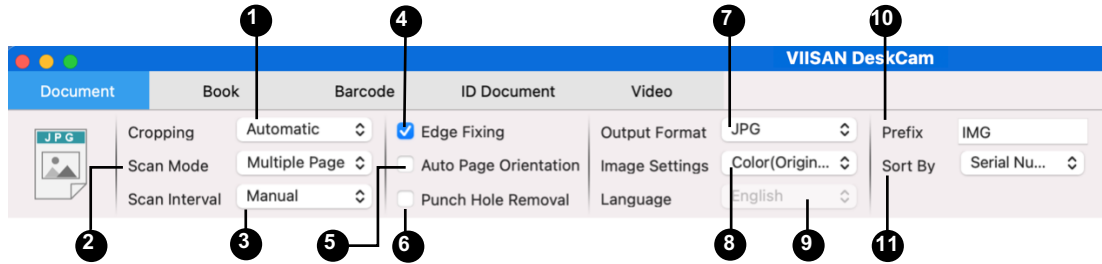 1 4 7 10
VIISAN DeskCam
Document Book Barcode ID Document Video
JPG Cropping Automatic Edge Fixing Output Format JPG Prefix IMG
Scan Mode Multiple Page Auto Page Orientation Image Settings Color(Origin... Sort By Serial Nu...
Scan Interval Manual Punch Hole Removal Language English
2 3 5 6 8 9 11